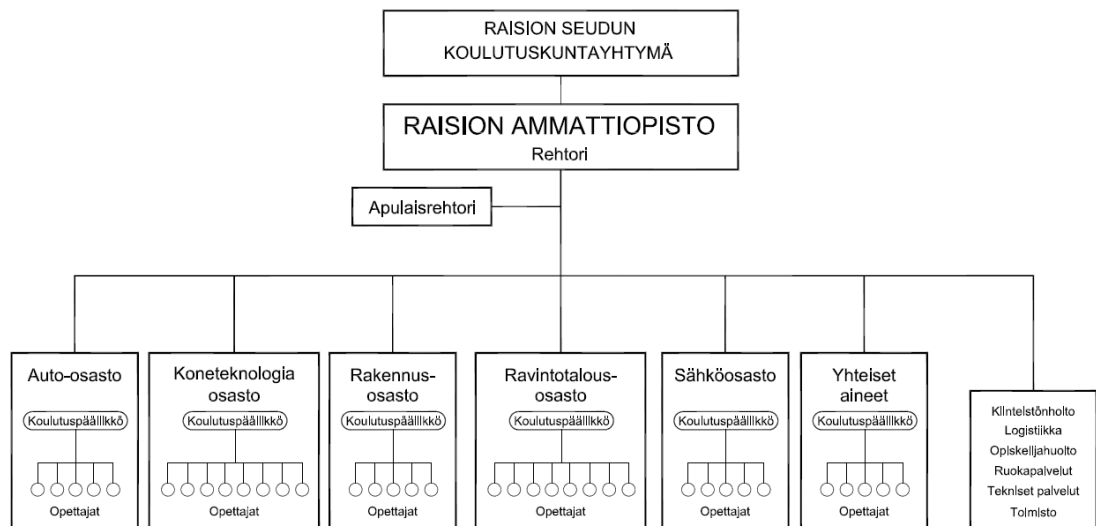 RAISION SEUDUN
KOULUTUSKUNTAYHTYMÄ
RAISION AMMATTIOPISTO
Rehtori
Apulaisrehtori
Auto-osasto
Koulutuspäällikkö
Opettajat
Koneteknologia
osasto
Koulutuspäällikkö
Opettajat
Rakennus-
osasto
Koulutuspäällikkö
Opettajat
Ravintotalous-
osasto
Koulutuspäällikkö
Opettajat
Sähköosasto
Koulutuspäällikkö
Opettajat
Yhteiset
aineet
Koulutuspäällikkö
Opettajat
Kiinteistönhoito
Logistiikka
Opiskelijahuolto
Ruokapalvelut
Tekniset palvelut
Toimisto